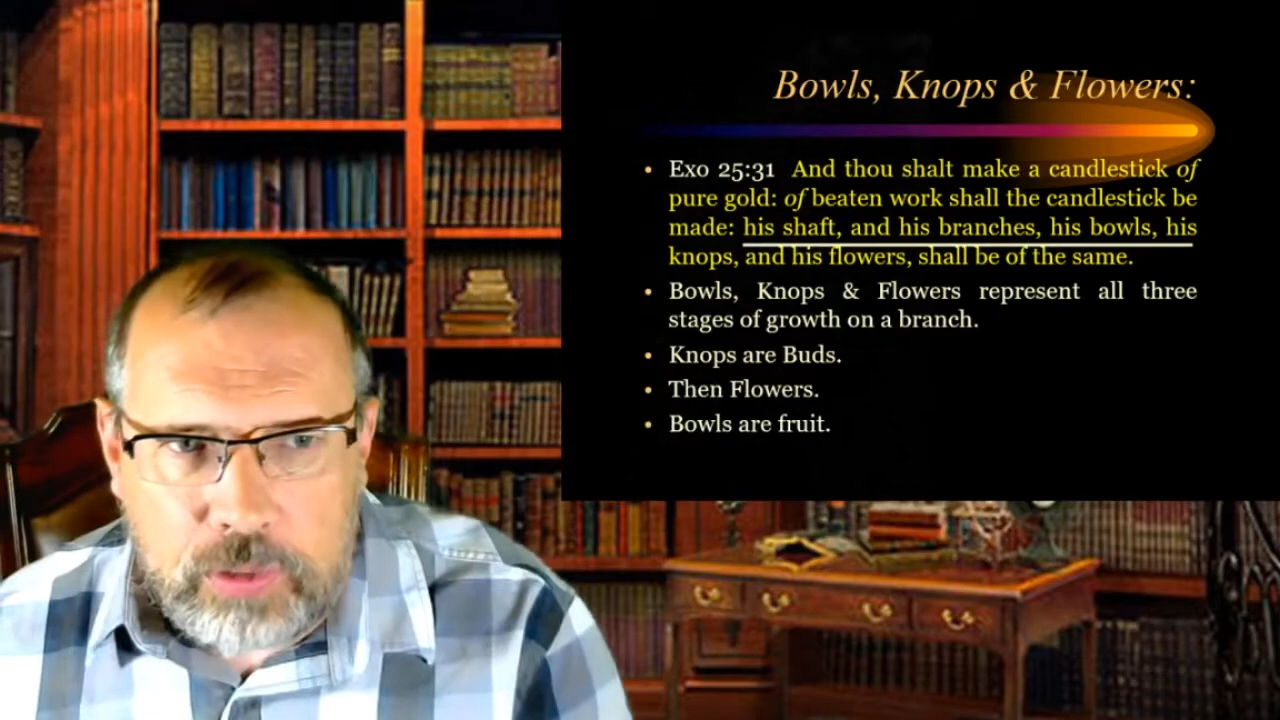 Bowls, Knops & Flowers:
• Exo 25:31 And thou shalt make a candlestick of
pure gold: of beaten work shall the candlestick be
made: his shaft, and his branches, his bowls, his
knops, and his flowers, shall be of the same.
• Bowls, Knops & Flowers represent all three
stages of growth on a branch.
• Knops are Buds.
• Then Flowers.
• Bowls are fruit.